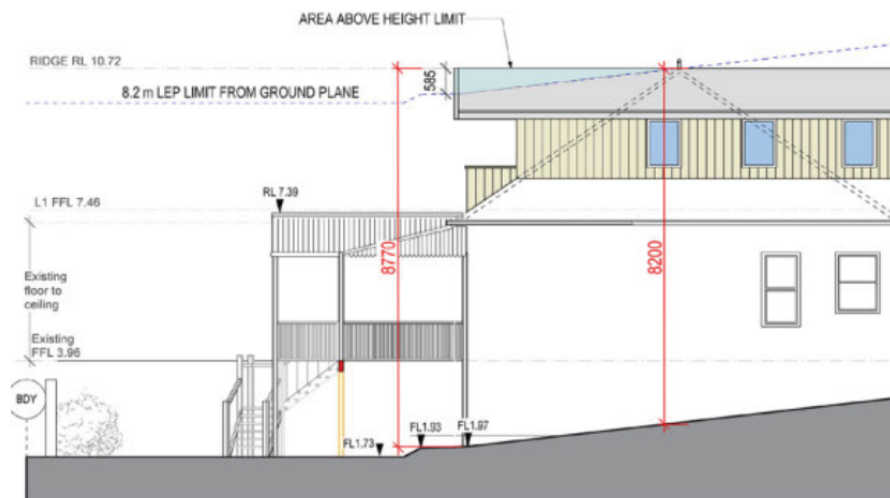 AREA ABOVE HEIGHT LIMIT
RIDGE RL 10.72
585
8.2 m LEP LIMIT FROM GROUND PLANE
RL 7.39
L1 FFL 7.46
8770
8200
Existing
floor to
ceiling
Existing
FFL 3.96
BDY
FL1.73
FL1.93
FL1.97